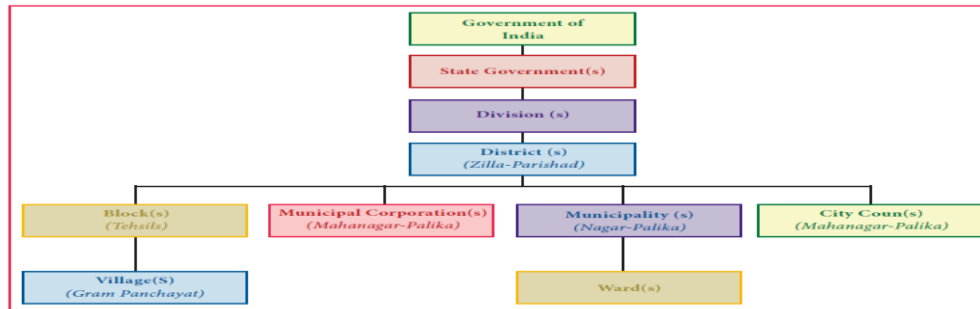 Government of
India
State Government(s)
Division (s)
District (s)
(Zilla-Parishad)
Block(s)
(Tehsils)
Municipal Corporation(s)
(Mahanagar-Palika)
Municipality (s)
(Nagar-Palika)
City Coun(s)
(Mahanagar-Palika)
Village(S)
(Gram Panchayat)
Ward(s)